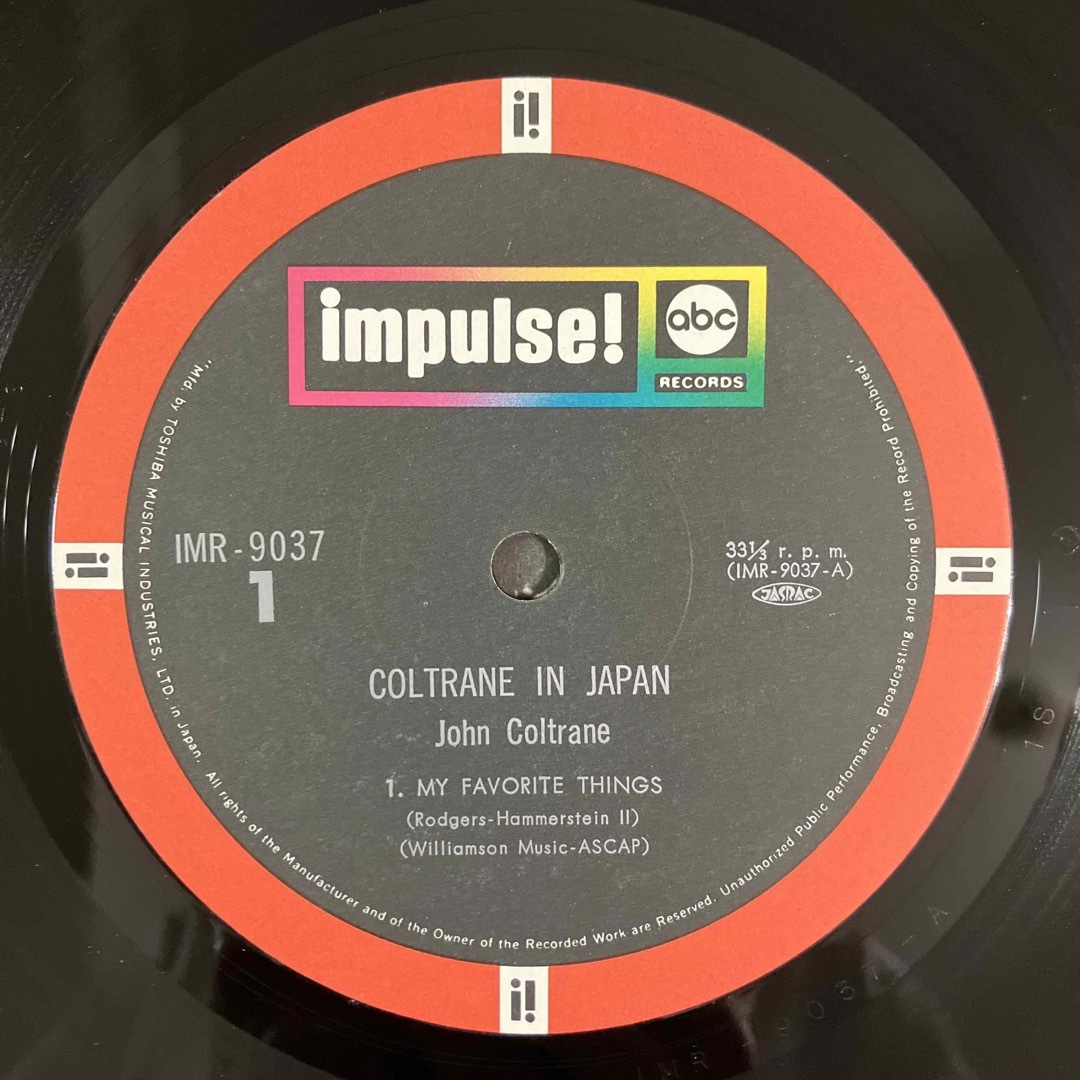 i!
impulse!
abc
RECORDS
i!
i!
IMR-9037
1
33⅓ r. p. m.
(IMR-9037-A)
JASRAC
COLTRANE IN JAPAN
John Coltrane
1. MY FAVORITE THINGS
(Rodgers-Hammerstein II)
(Williamson Music-ASCAP)
"Mfd. by TOSHIBA MUSICAL INDUSTRIES, LTD. in Japan. All rights of the Manufacturer and of the Owner of the Recorded Work are Reserved. Unauthorized Public Performance, Broadcasting and Copying of the Record Prohibited."
i!
1S
IMR 9037 - A